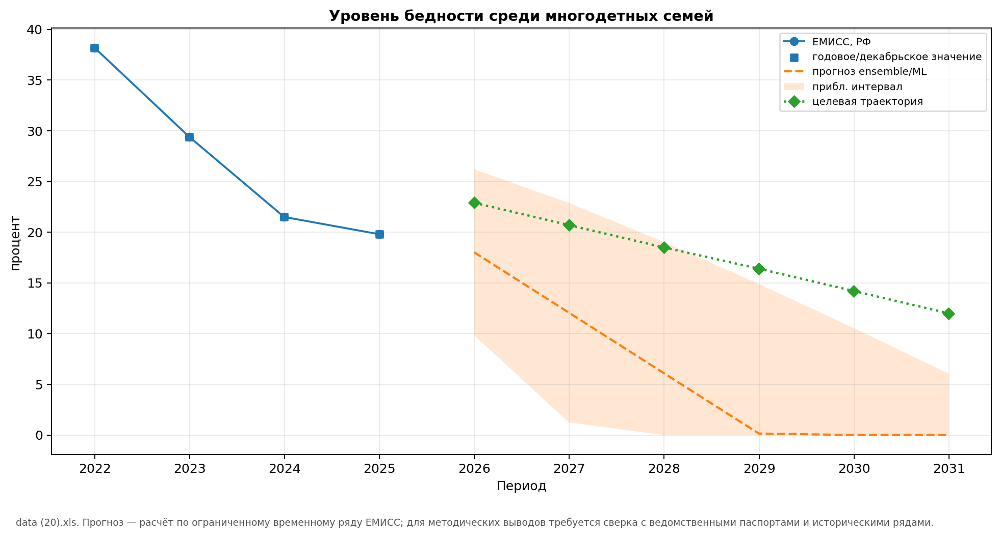 Уровень бедности среди многодетных семей
40
35
30
25
20
15
10
5
0
процент
ЕМИСС, РФ
годовое/декабрьское значение
прогноз ensemble/ML
прибл. интервал
целевая траектория
2022 2023 2024 2025 2026 2027 2028 2029 2030 2031
Период
data (20).xls. Прогноз — расчёт по ограниченному временному ряду ЕМИСС; для методических выводов требуется сверка с ведомственными паспортами и историческими рядами.